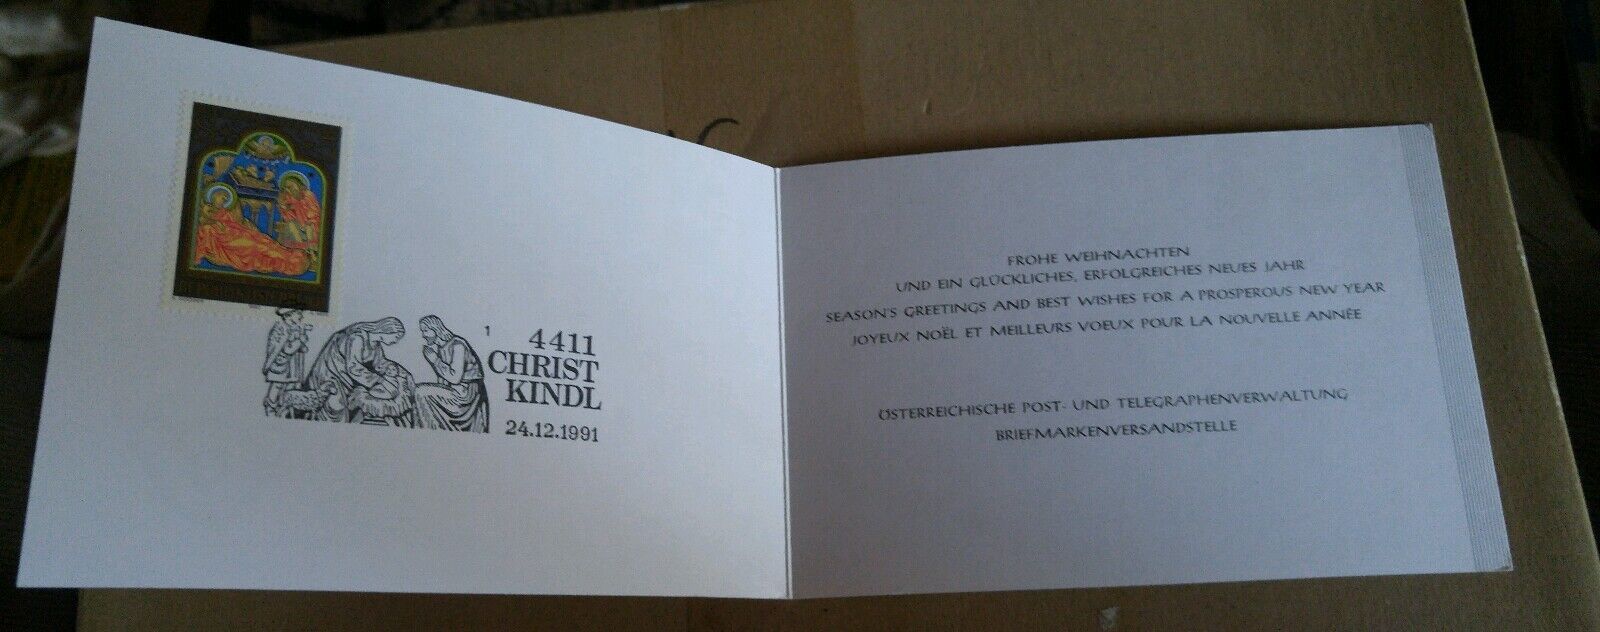 1
4411
CHRIST
KINDL
24.12.1991
FROHE WEIHNACHTEN
UND EIN GLÜCKLICHES, ERFOLGREICHES NEUES JAHR
SEASON'S GREETINGS AND BEST WISHES FOR A PROSPEROUS NEW YEAR
JOYEUX NOËL ET MEILLEURS VOEUX POUR LA NOUVELLE ANNÉE
ÖSTERREICHISCHE POST- UND TELEGRAPHENVERWALTUNG
BRIEFMARKENVERSANDSTELLE